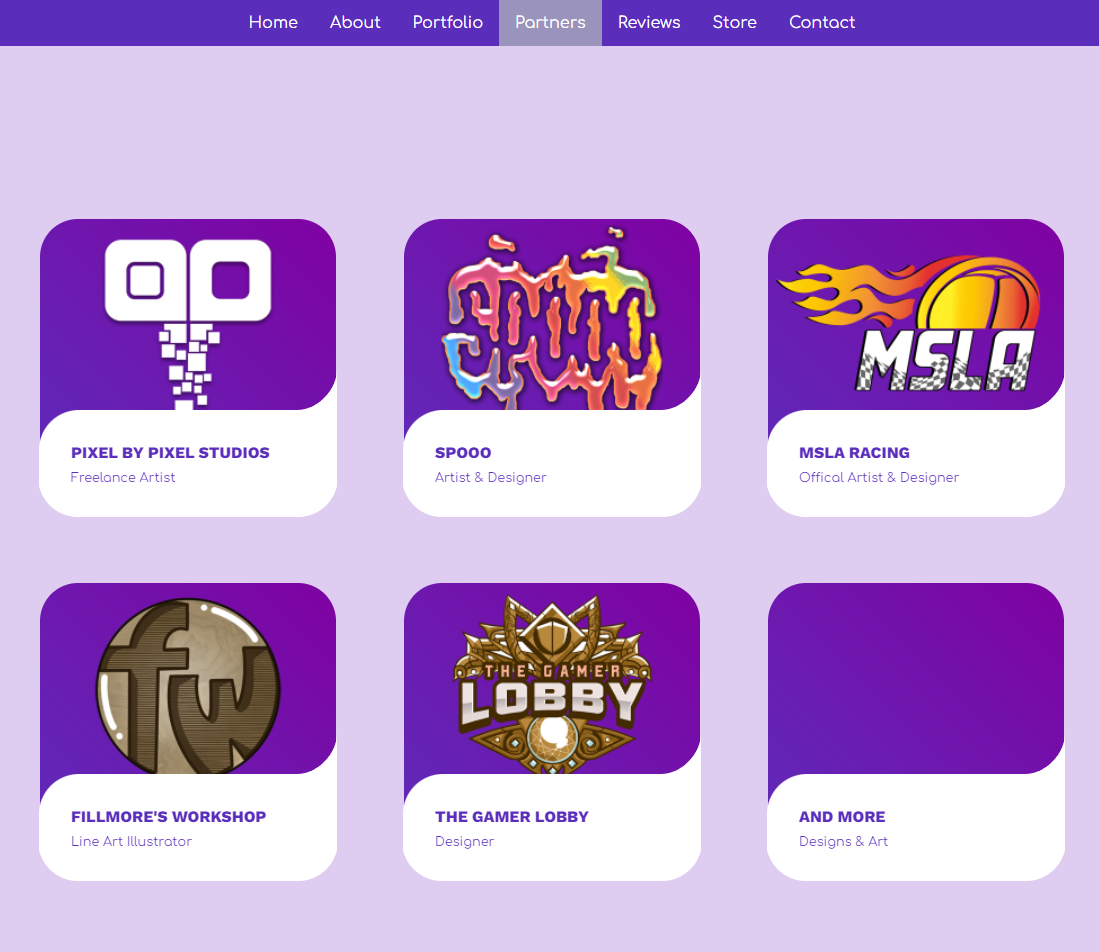 Home About Portfolio Partners Reviews Store Contact
SPOOO
MSLA
PIXEL BY PIXEL STUDIOS
Freelance Artist
SPOOO
Artist & Designer
MSLA RACING
Offical Artist & Designer
fw
THE GAMER
LOBBY
FILLMORE'S WORKSHOP
Line Art Illustrator
THE GAMER LOBBY
Designer
AND MORE
Designs & Art